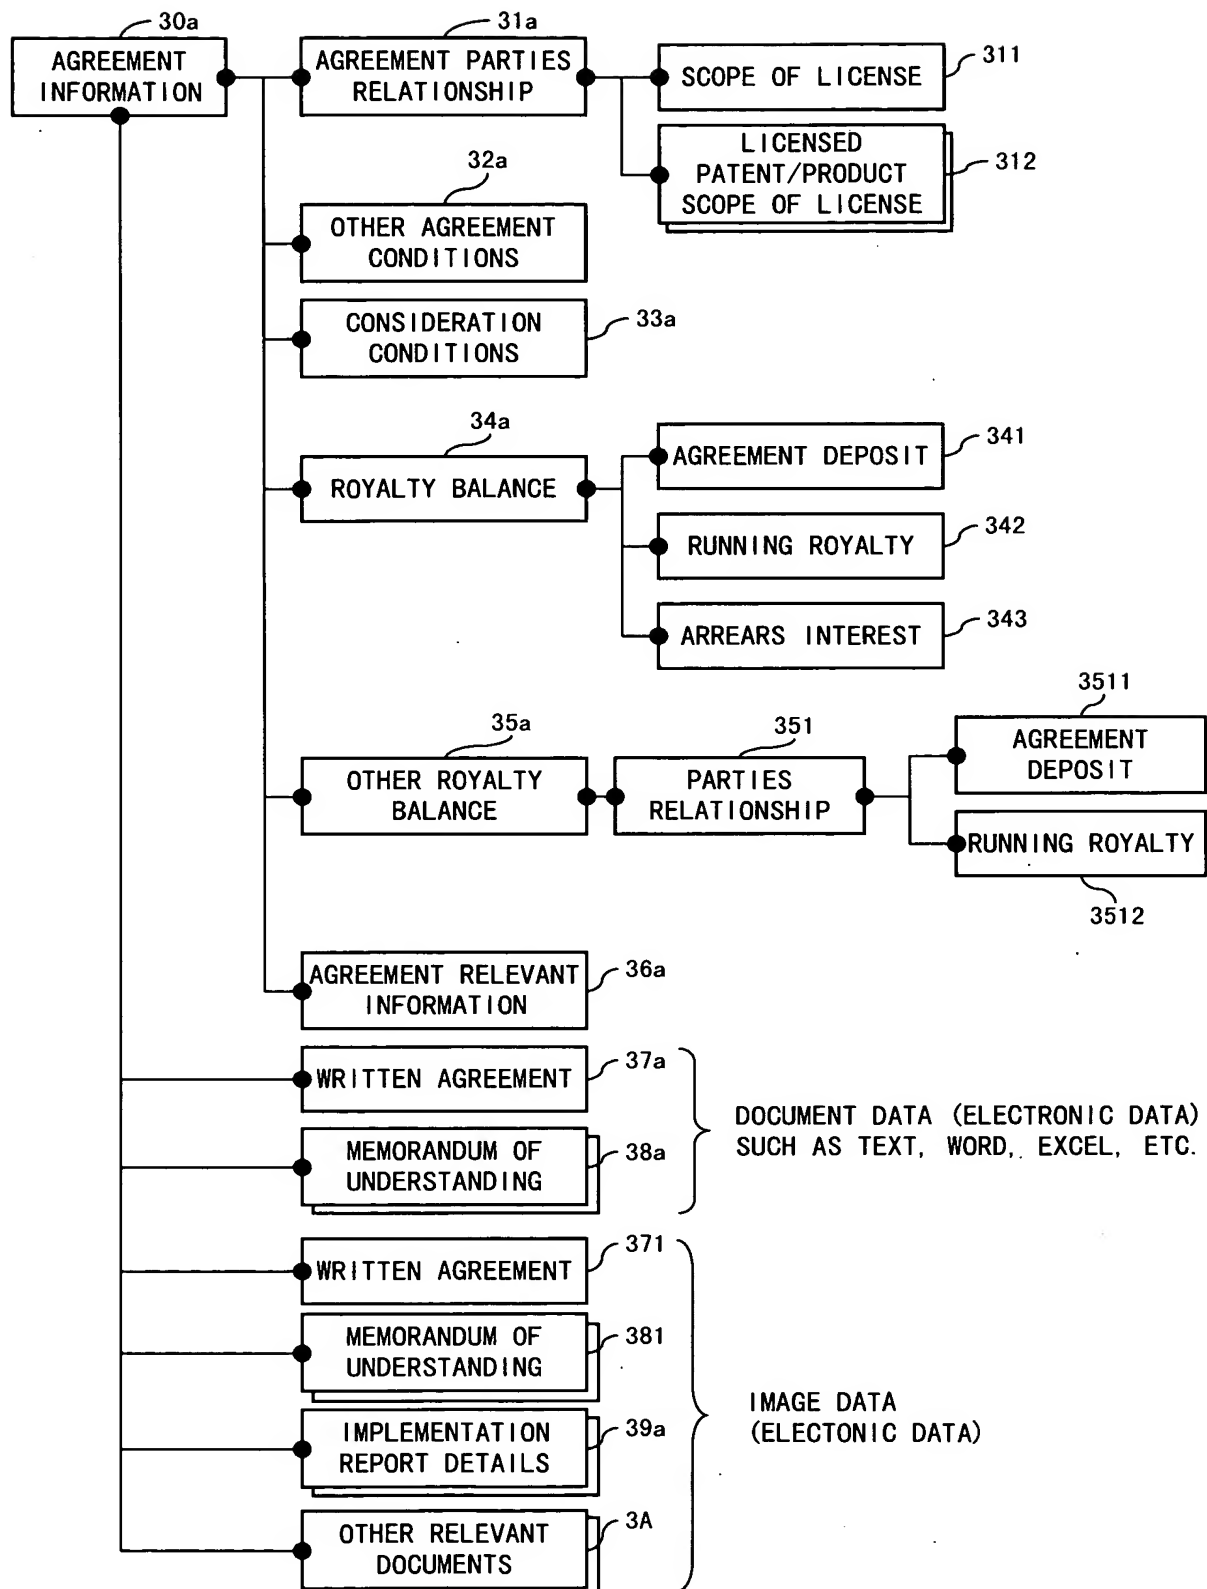 30a
AGREEMENT
INFORMATION
31a
AGREEMENT PARTIES
RELATIONSHIP
SCOPE OF LICENSE
311
LICENSED
PATENT/PRODUCT
SCOPE OF LICENSE
312
32a
OTHER AGREEMENT
CONDITIONS
CONSIDERATION
CONDITIONS
33a
34a
ROYALTY BALANCE
AGREEMENT DEPOSIT
341
RUNNING ROYALTY
342
ARREARS INTEREST
343
35a
OTHER ROYALTY
BALANCE
351
PARTIES
RELATIONSHIP
3511
AGREEMENT
DEPOSIT
RUNNING ROYALTY
3512
AGREEMENT RELEVANT
INFORMATION
36a
WRITTEN AGREEMENT
37a
MEMORANDUM OF
UNDERSTANDING
38a
DOCUMENT DATA (ELECTRONIC DATA)
SUCH AS TEXT, WORD, EXCEL, ETC.
WRITTEN AGREEMENT
371
MEMORANDUM OF
UNDERSTANDING
381
IMPLEMENTATION
REPORT DETAILS
39a
OTHER RELEVANT
DOCUMENTS
3A
IMAGE DATA
(ELECTONIC DATA)